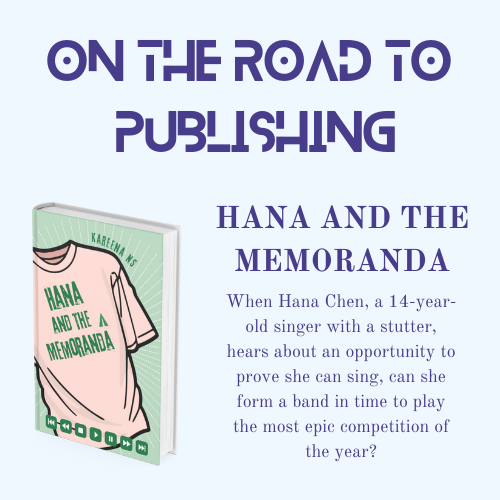 ON THE ROAD TO
PUBLISHING
KAREENA NS
HANA
AND THE
MEMORANDA
HANA AND THE
MEMORANDA
When Hana Chen, a 14-year-
old singer with a stutter,
hears about an opportunity to
prove she can sing, can she
form a band in time to play
the most epic competition of
the year?